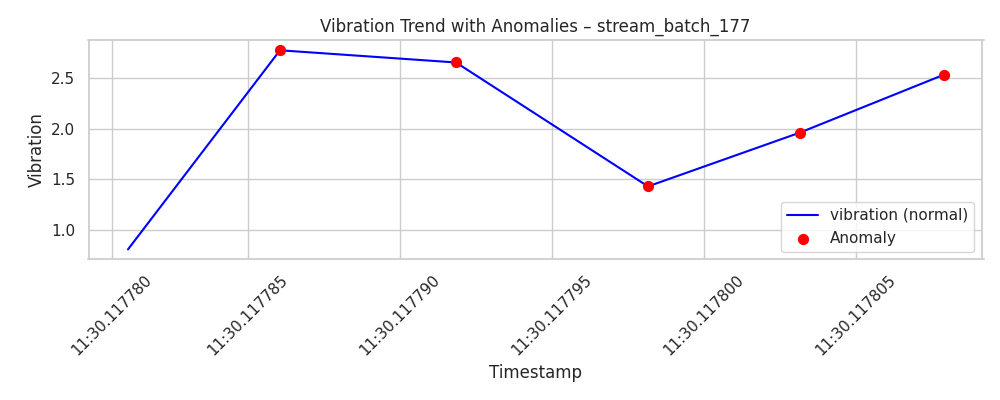 Vibration Trend with Anomalies – stream_batch_177
Vibration
2.5
2.0
1.5
1.0
vibration (normal)
Anomaly
11:30.117780
11:30.117785
11:30.117790
11:30.117795
11:30.117800
11:30.117805
Timestamp